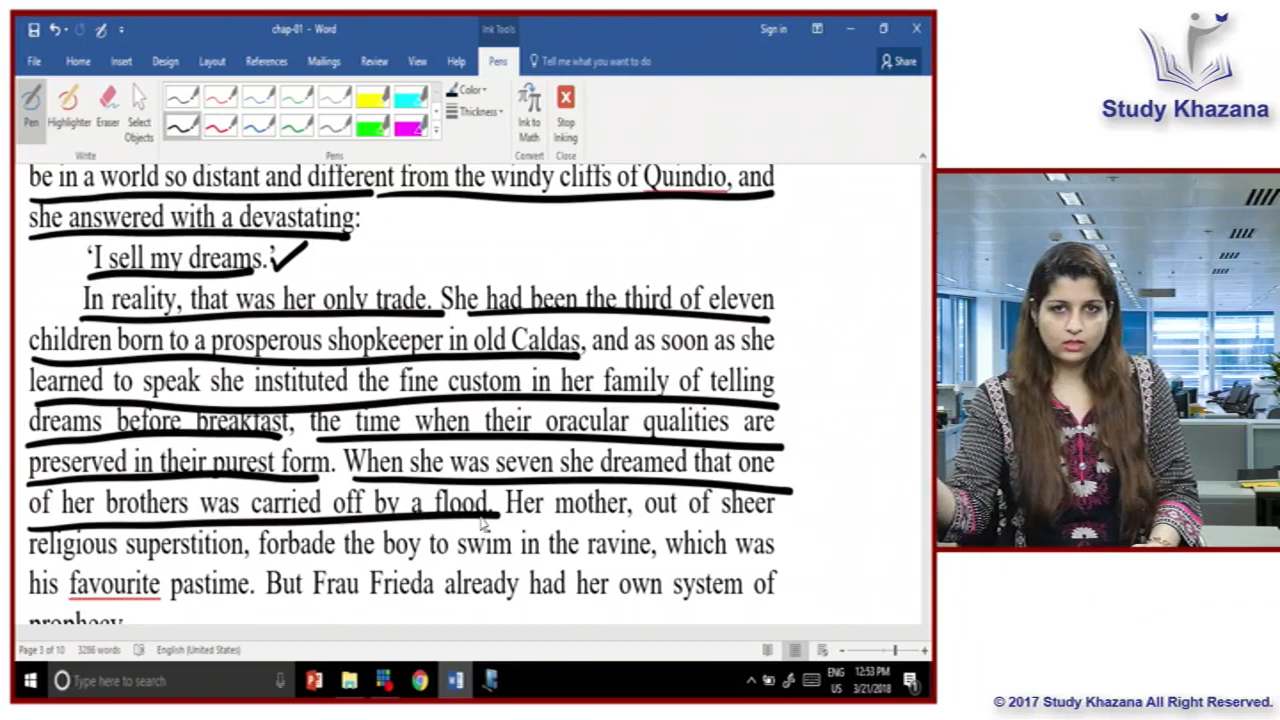 chap-01 - Word
Ink Tools
Sign in
File Home Insert Design Layout References Mailings Review View Help Pens Tell me what you want to do Share
Pen Highlighter Eraser Select Objects
Color
Thickness
Ink to Math
Stop Inking
Write Pens Convert Close
Study Khazana
be in a world so distant and different from the windy cliffs of Quindio, and
she answered with a devastating:
‘I sell my dreams.’
In reality, that was her only trade. She had been the third of eleven
children born to a prosperous shopkeeper in old Caldas, and as soon as she
learned to speak she instituted the fine custom in her family of telling
dreams before breakfast, the time when their oracular qualities are
preserved in their purest form. When she was seven she dreamed that one
of her brothers was carried off by a flood. Her mother, out of sheer
religious superstition, forbade the boy to swim in the ravine, which was
his favourite pastime. But Frau Frieda already had her own system of
prophecy.
Page 3 of 10 3286 words English (United States)
Type here to search
ENG US
12:53 PM
3/21/2018
© 2017 Study Khazana All Right Reserved.